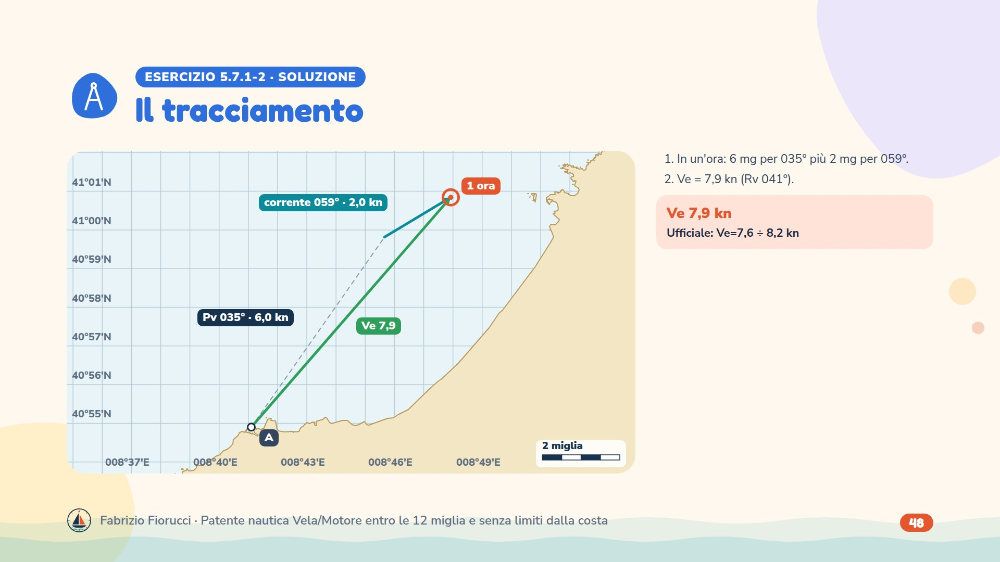 ESERCIZIO 5.7.1-2 · SOLUZIONE
Il tracciamento
41°01'N
41°00'N
40°59'N
40°58'N
40°57'N
40°56'N
40°55'N
008°37'E
008°40'E
008°43'E
008°46'E
008°49'E
1 ora
corrente 059° · 2,0 kn
Pv 035° · 6,0 kn
Ve 7,9
A
2 miglia
1. In un'ora: 6 mg per 035° più 2 mg per 059°.
2. Ve = 7,9 kn (Rv 041°).
Ve 7,9 kn
Ufficiale: Ve=7,6 ÷ 8,2 kn
Fabrizio Fiorucci · Patente nautica Vela/Motore entro le 12 miglia e senza limiti dalla costa
48